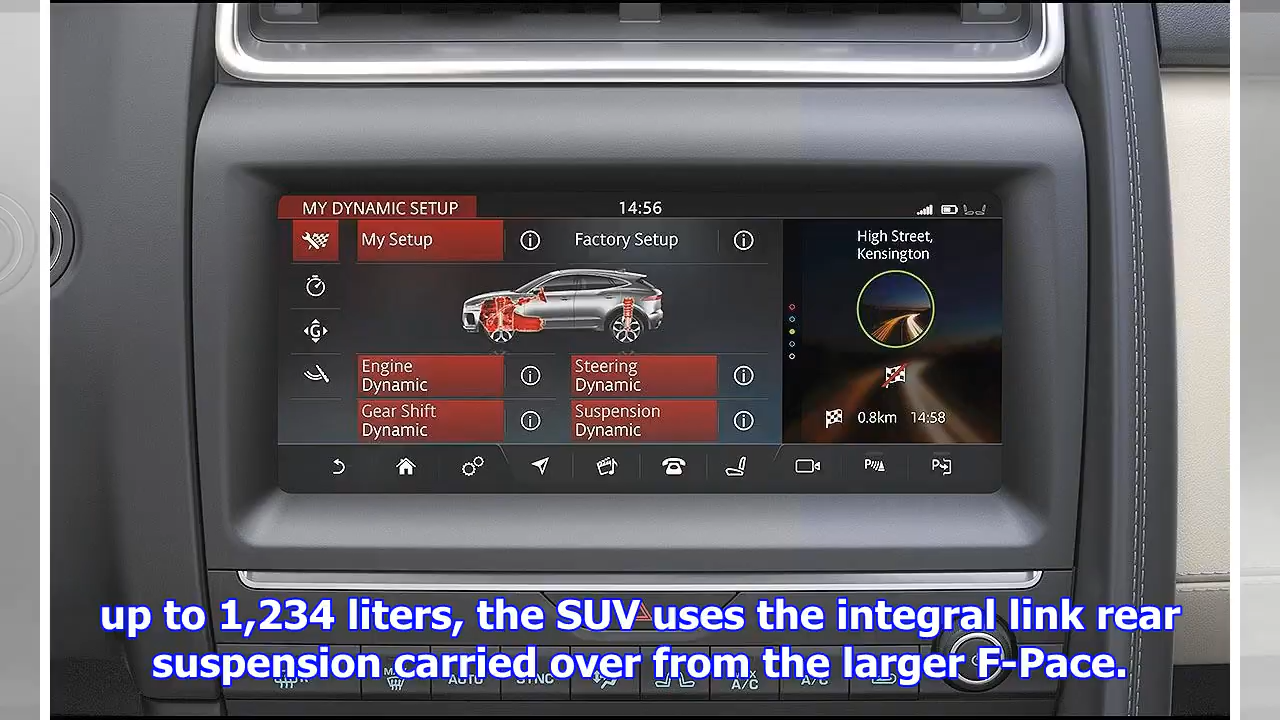 MY DYNAMIC SETUP
14:56
My Setup
Factory Setup
High Street,
Kensington
G
Engine
Dynamic
Steering
Dynamic
Gear Shift
Dynamic
Suspension
Dynamic
0.8km 14:58
P
P
up to 1,234 liters, the SUV uses the integral link rear
suspension carried over from the larger F-Pace.
AUTO
SYNC
A/C
A/C